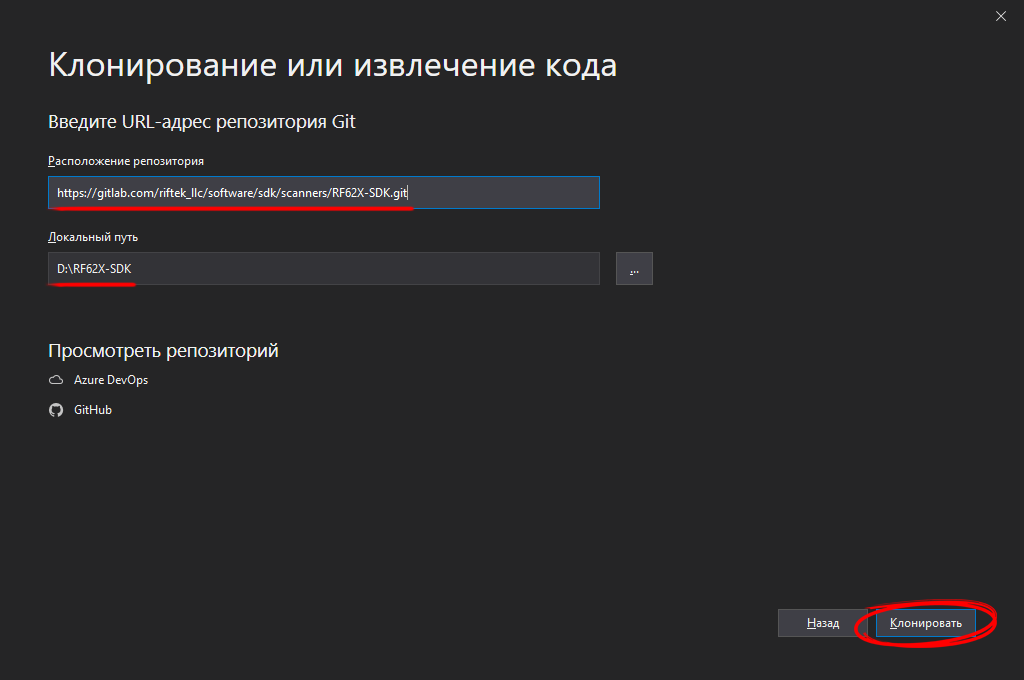 Клонирование или извлечение кода
Введите URL-адрес репозитория Git
Расположение репозитория
https://gitlab.com/riftek_llc/software/sdk/scanners/RF62X-SDK.git
Локальный путь
D:\RF62X-SDK
...
Просмотреть репозиторий
Azure DevOps
GitHub
Назад Клонировать